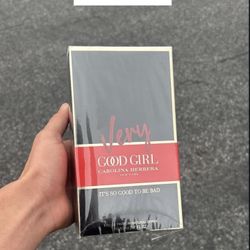 Very
GOOD GIRL
CAROLINA HERRERA
NEW YORK
IT'S SO GOOD TO BE BAD